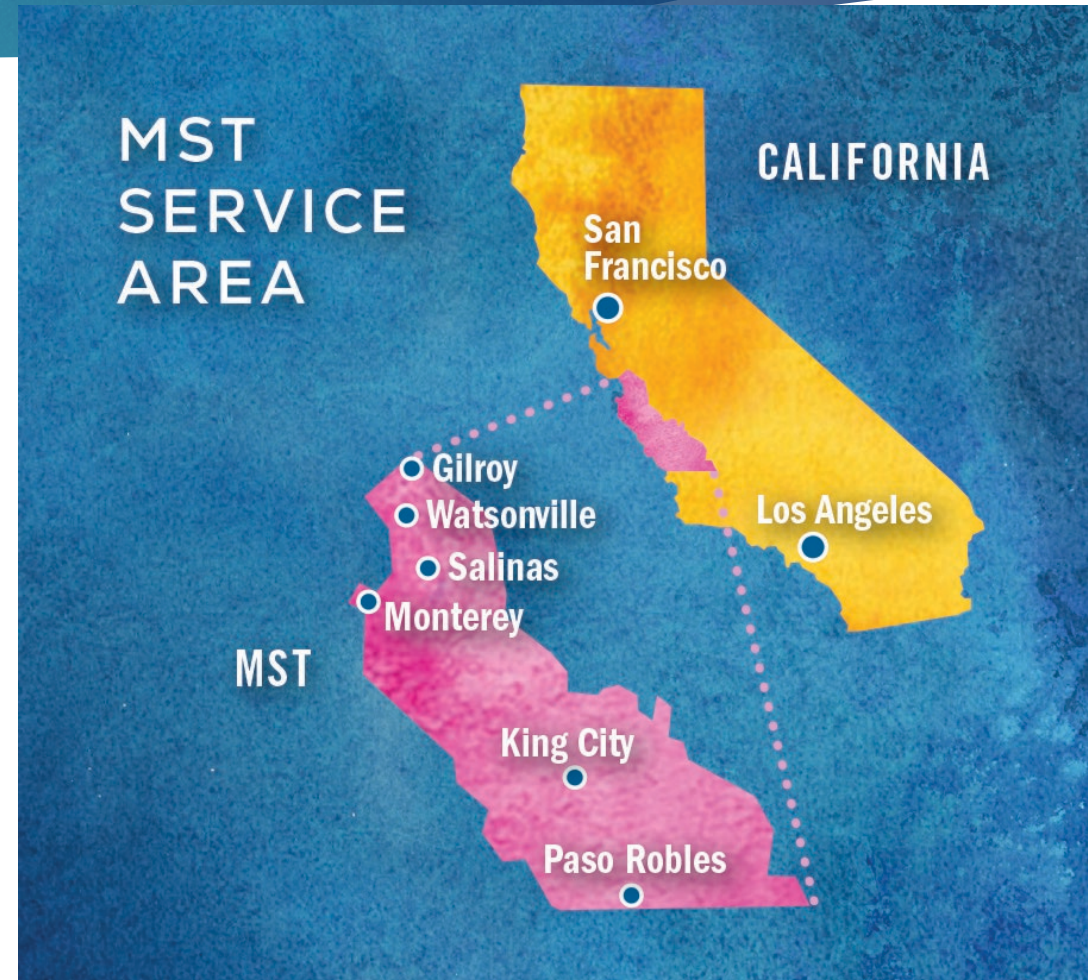 MST
SERVICE
AREA
CALIFORNIA
San
Francisco
Los Angeles
Gilroy
Watsonville
Salinas
Monterey
MST
King City
Paso Robles